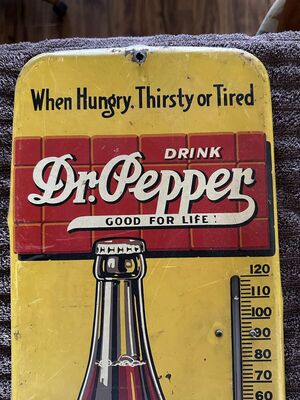 When Hungry, Thirsty or Tired
DRINK
Dr. Pepper
GOOD FOR LIFE!
120
110
100
90
80
70
60